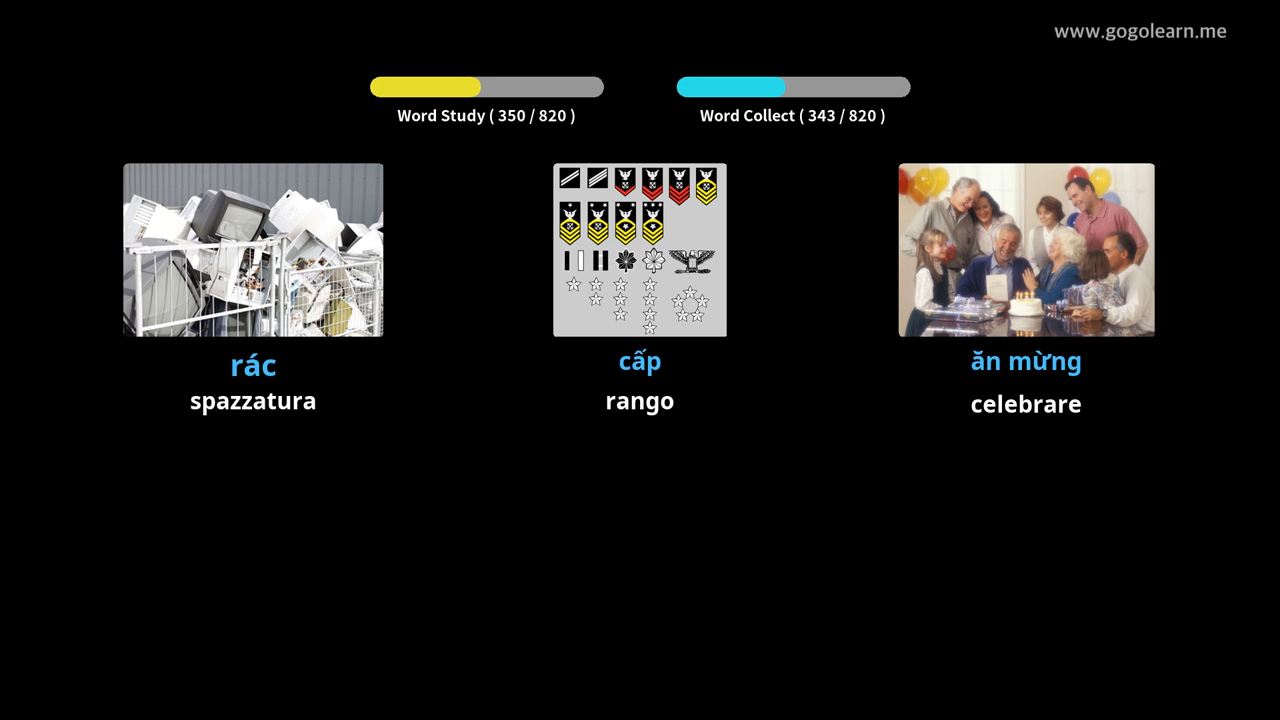 www.gogolearn.me
Word Study ( 350 / 820 )
Word Collect ( 343 / 820 )
rác
cấp
ăn mừng
spazzatura
rango
celebrare